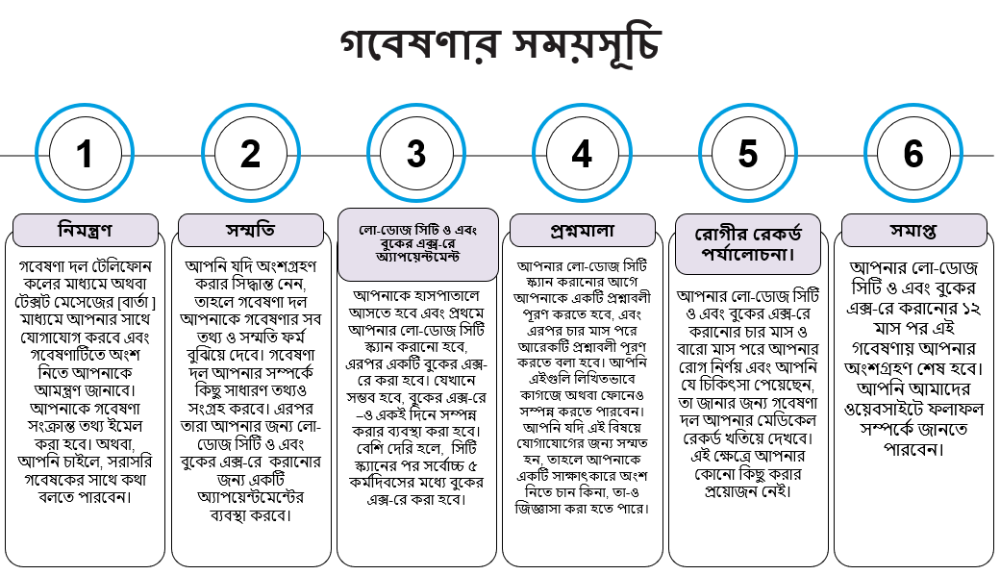 গবেষণার সময়সূচি
1
2
3
4
5
6
নিমন্ত্রণ
গবেষণা দল টেলিফোন
কলের মাধ্যমে অথবা
টেক্সট মেসেজের [বার্তা ]
মাধ্যমে আপনার সাথে
যোগাযোগ করবে এবং
গবেষণাটিতে অংশ
নিতে আপনাকে
আমন্ত্রণ জানাবে।
আপনাকে গবেষণা
সংক্রান্ত তথ্য ইমেল
করা হবে। অথবা,
আপনি চাইলে, সরাসরি
গবেষকের সাথে কথা
বলতে পারবেন।
সম্মতি
আপনি যদি অংশগ্রহণ
করার সিদ্ধান্ত নেন,
তাহলে গবেষণা দল
আপনাকে গবেষণার সব
তথ্য ও সম্মতি ফর্ম
বুঝিয়ে দেবে। গবেষণা
দল আপনার সম্পর্কে
কিছু সাধারণ তথ্যও
সংগ্রহ করবে। এরপর
তারা আপনার জন্য লো-
ডোজ সিটি ও এবং
বুকের এক্স-রে  করানোর
জন্য একটি
অ্যাপয়েন্টমেন্টের
ব্যবস্থা করবে।
লো-ডোজ সিটি ও এবং
বুকের এক্স-রে
অ্যাপয়েন্টমেন্ট
আপনাকে হাসপাতালে
আসতে হবে এবং প্রথমে
আপনার লো-ডোজ সিটি
স্ক্যান করানো হবে,
এরপর একটি বুকের এক্স-
রে করা হবে। যেখানে
সম্ভব হবে, বুকের এক্স-রে
–ও একই দিনে সম্পন্ন
করার ব্যবস্থা করা হবে।
বেশি দেরি হলে,  সিটি
স্ক্যানের পর সর্বোচ্চ ৫
কর্মদিবসের মধ্যে বুকের
এক্স-রে করা হবে।
প্রশ্নমালা
আপনার লো-ডোজ সিটি
স্ক্যান করানোর আগে
আপনাকে একটি প্রশ্নাবলী
পূরণ করতে হবে, এবং
এরপর চার মাস পরে
আরেকটি প্রশ্নাবলী পূরণ
করতে বলা হবে। আপনি
এইগুলি লিখিতভাবে
কাগজে অথবা ফোনেও
সম্পন্ন করতে পারবেন।
আপনি যদি এই বিষয়ে
যোগাযোগের জন্য সম্মত
হন, তাহলে আপনাকে
একটি সাক্ষাৎকারে অংশ
নিতে চান কিনা, তা-ও
জিজ্ঞাসা করা হতে পারে।
রোগীর রেকর্ড
পর্যালোচনা।
আপনার লো-ডোজ সিটি
ও এবং বুকের এক্স-রে
করানোর চার মাস ও
বারো মাস পরে আপনার
রোগ নির্ণয় এবং আপনি
যে চিকিৎসা পেয়েছেন,
তা জানার জন্য গবেষণা
দল আপনার মেডিকেল
রেকর্ড খতিয়ে দেখবে।
এই ক্ষেত্রে আপনার
কোনো কিছু করার
প্রয়োজন নেই।
সমাপ্ত
আপনার লো-ডোজ
সিটি ও এবং বুকের
এক্স-রে করানোর ১২
মাস পর এই
গবেষণায় আপনার
অংশগ্রহণ শেষ হবে।
আপনি আমাদের
ওয়েবসাইটে ফলাফল
সম্পর্কে জানতে
পারবেন।